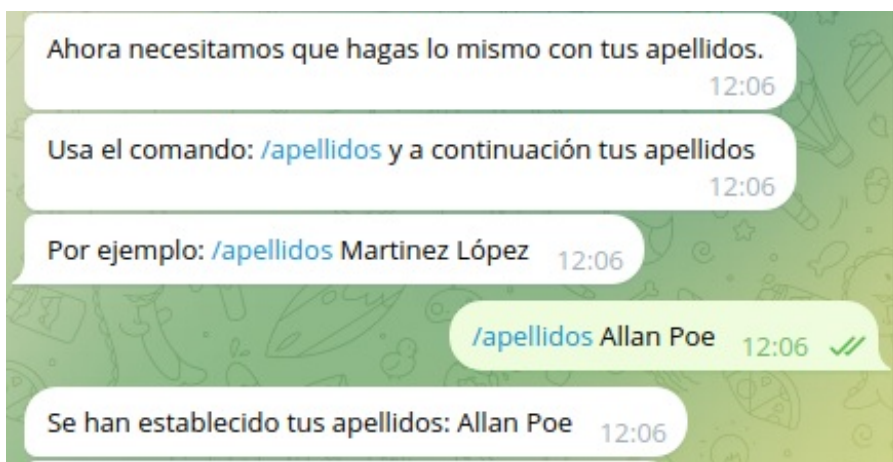 Ahora necesitamos que hagas lo mismo con tus apellidos.
12:06
Usa el comando: /apellidos y a continuación tus apellidos
12:06
Por ejemplo: /apellidos Martinez López 12:06
/apellidos Allan Poe 12:06
Se han establecido tus apellidos: Allan Poe 12:06